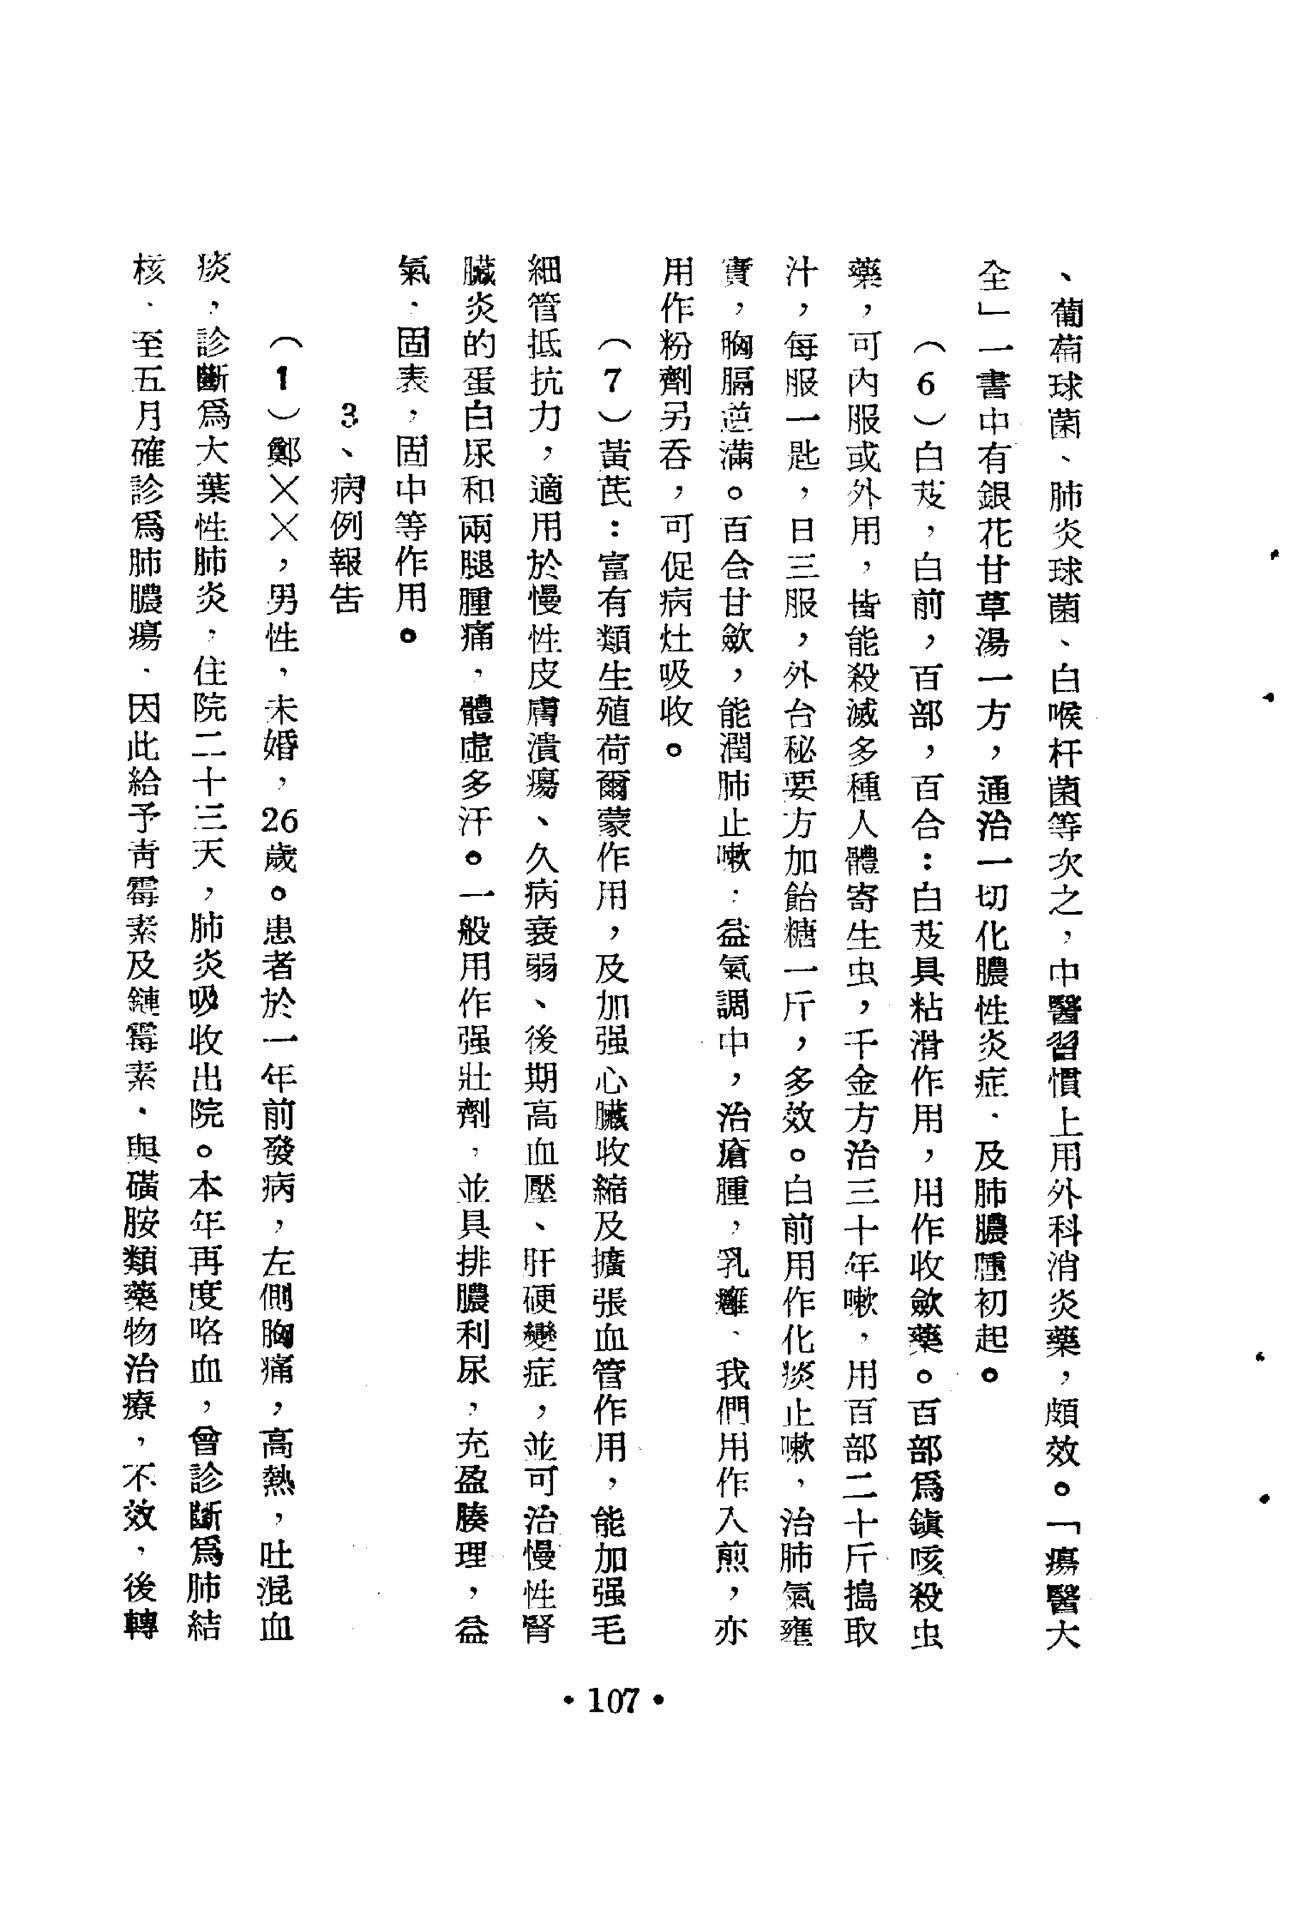 、葡萄球菌、肺炎球菌、白喉杆菌等次之，中醫習慣上用外科消炎藥，頗效。「瘍醫大
全」一書中有銀花甘草湯一方，通治一切化膿性炎症．及肺膿腫初起。
（6）白芨，白前，百部，百合：白芨具粘滑作用，用作收斂藥。百部爲鎭咳殺虫
藥，可内服或外用，皆能殺滅多種人體寄生虫，千金方治三十年嗽，用百部二十斤搗取
汁，每服一匙，日三服，外台秘要方加飴糖一斤，多效。白前用作化痰止嗽，治肺氣壅
實，胸膈逆滿。百合甘歛，能潤肺止嗽；益氣調中，治瘡腫，乳癰、我們用作入煎，亦
用作粉劑另吞，可促病灶吸收。
（7）黃芪：富有類生殖荷爾蒙作用，及加强心臟收縮及擴張血管作用，能加强毛
細管抵抗力，適用於慢性皮膚潰瘍、久病衰弱、後期高血壓、肝硬變症，並可治慢性腎
臟炎的蛋白尿和兩腿腫痛，體虛多汗。一般用作强壯劑，並具排膿利尿，充盈腠理，益
氣．固表，固中等作用。
3、病例報告
（1）鄭××，男性，未婚，26歲。患者於一年前發病，左側胸痛，高熱，吐混血
痰，診斷爲大葉性肺炎，住院二十三天，肺炎吸收出院。本年再度咯血，曾診斷爲肺結
核．至五月確診爲肺膿瘍．因此給予青霉素及鏈霉素．與磺胺類藥物治療，不效，後轉
•107•